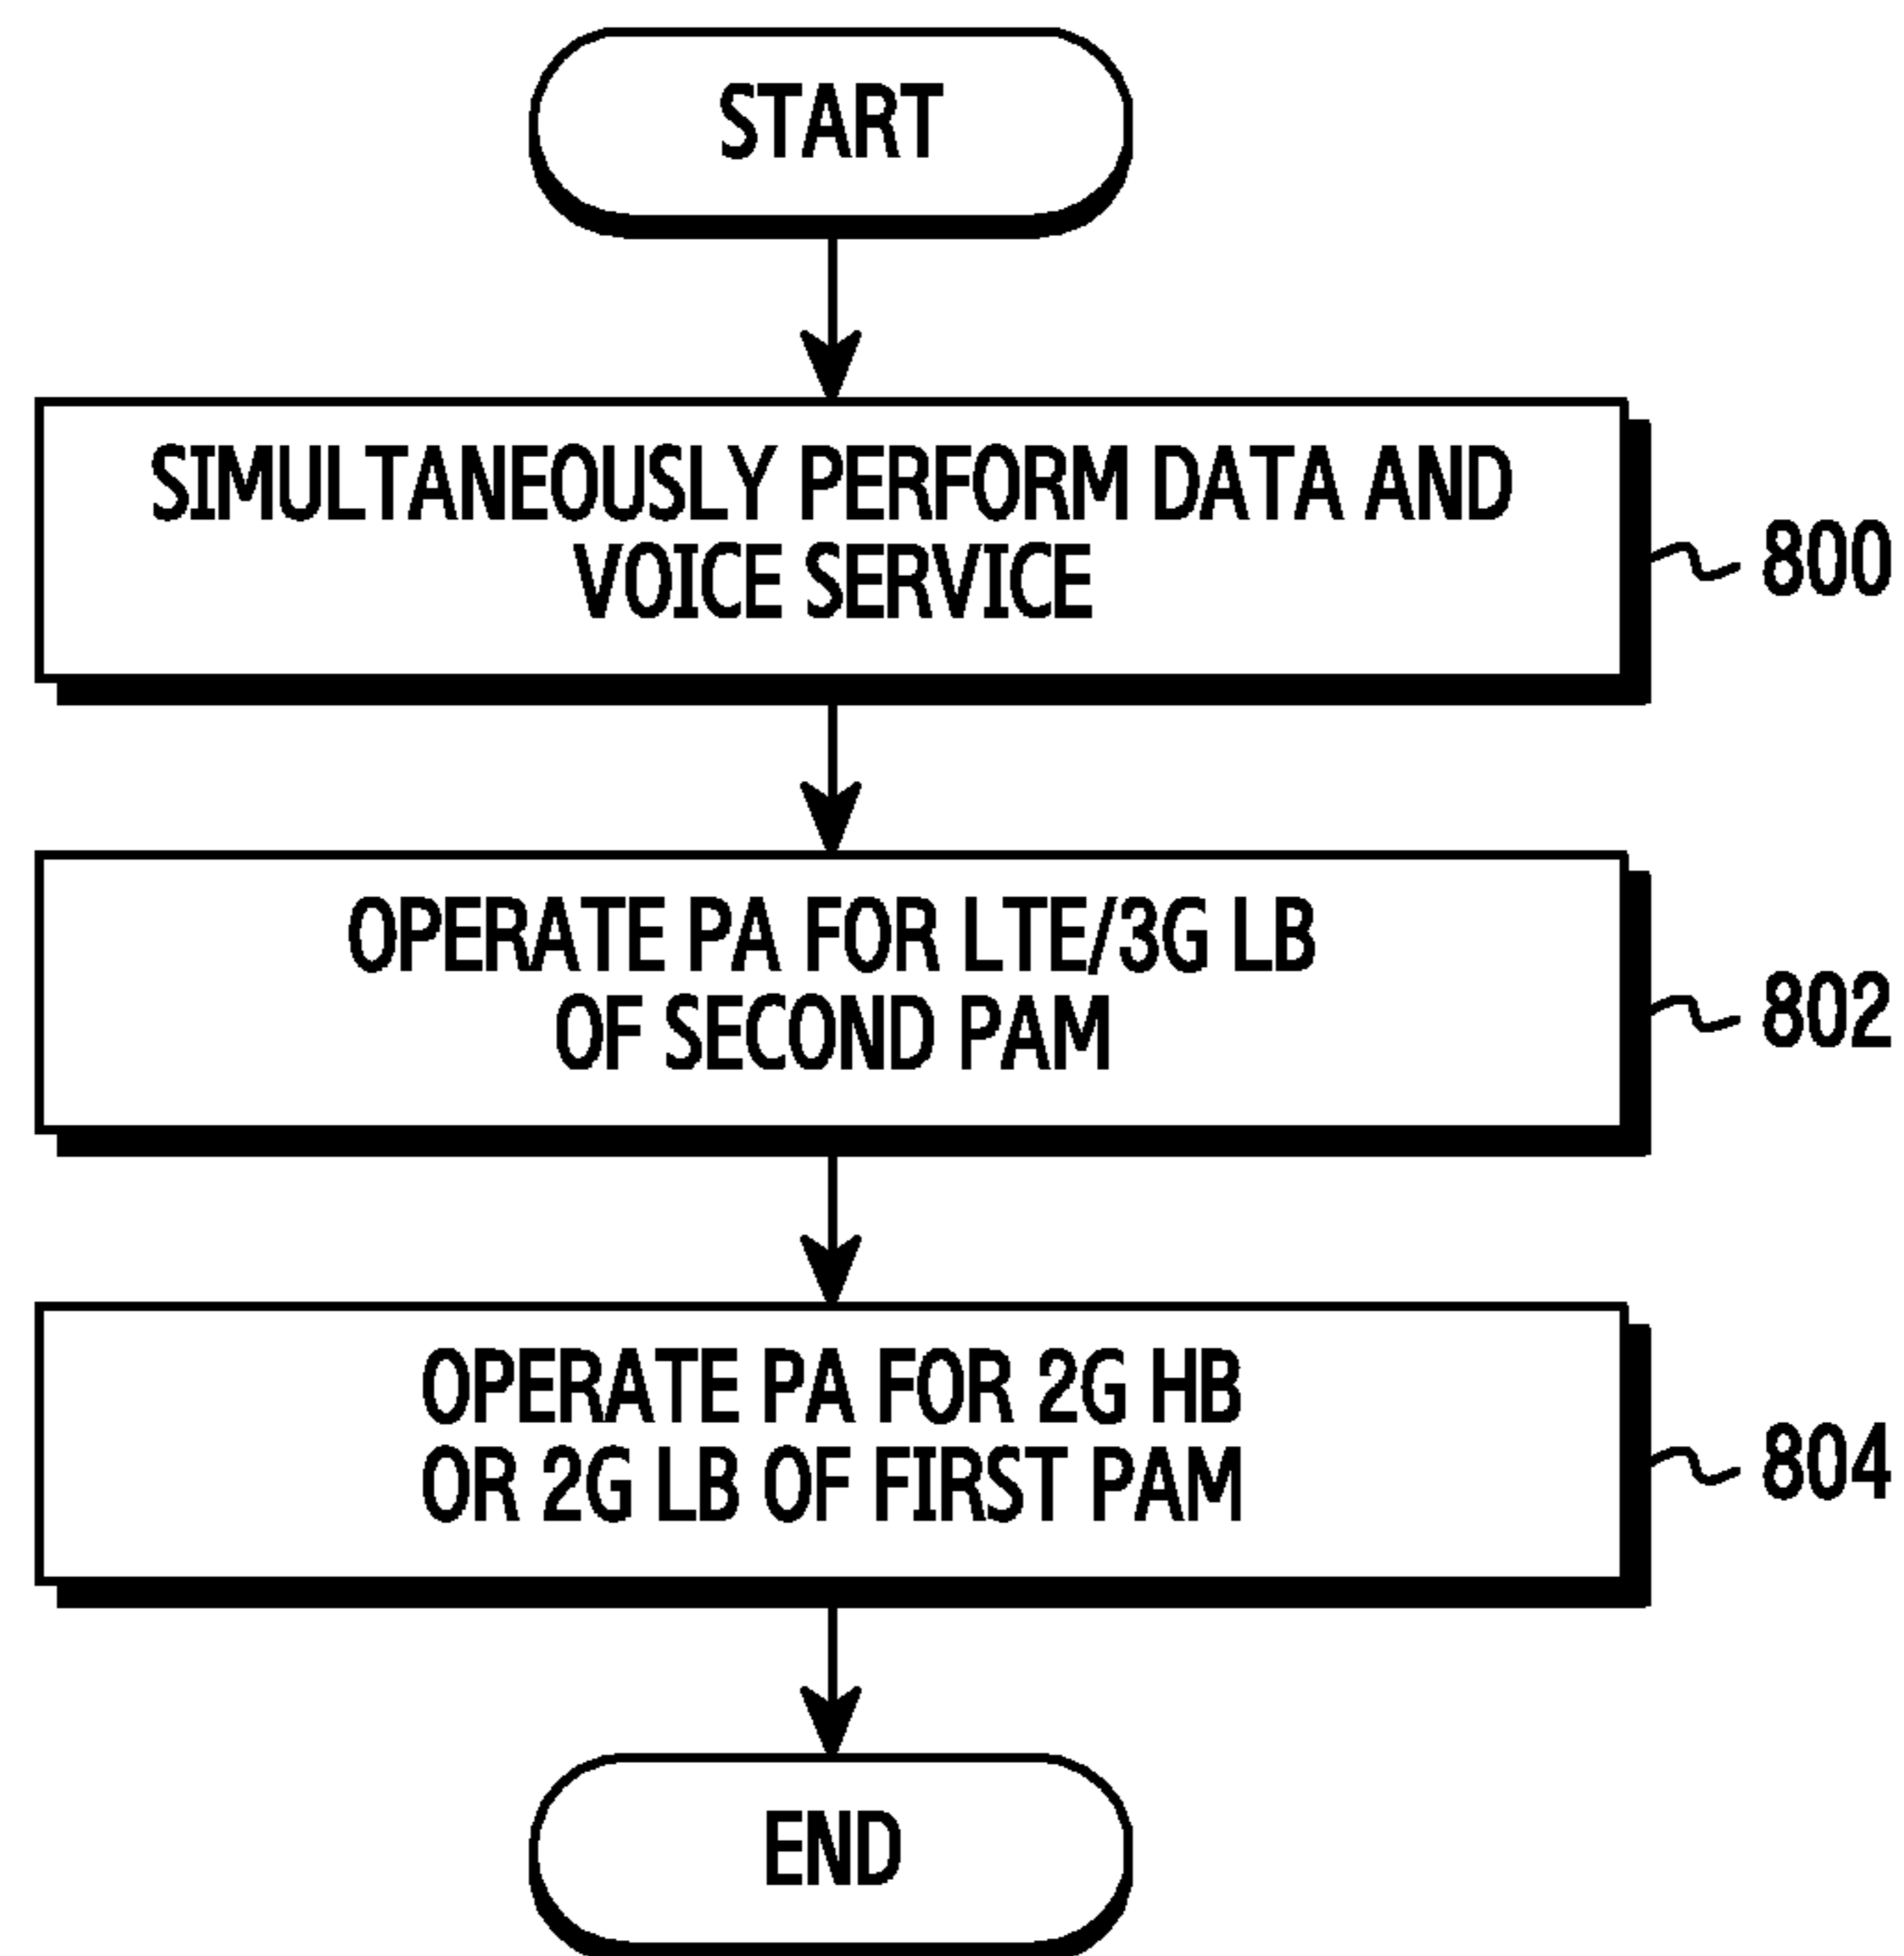 START
SIMULTANEOUSLY PERFORM DATA AND
VOICE SERVICE
800
OPERATE PA FOR LTE/3G LB
OF SECOND PAM
802
OPERATE PA FOR 2G HB
OR 2G LB OF FIRST PAM
804
END